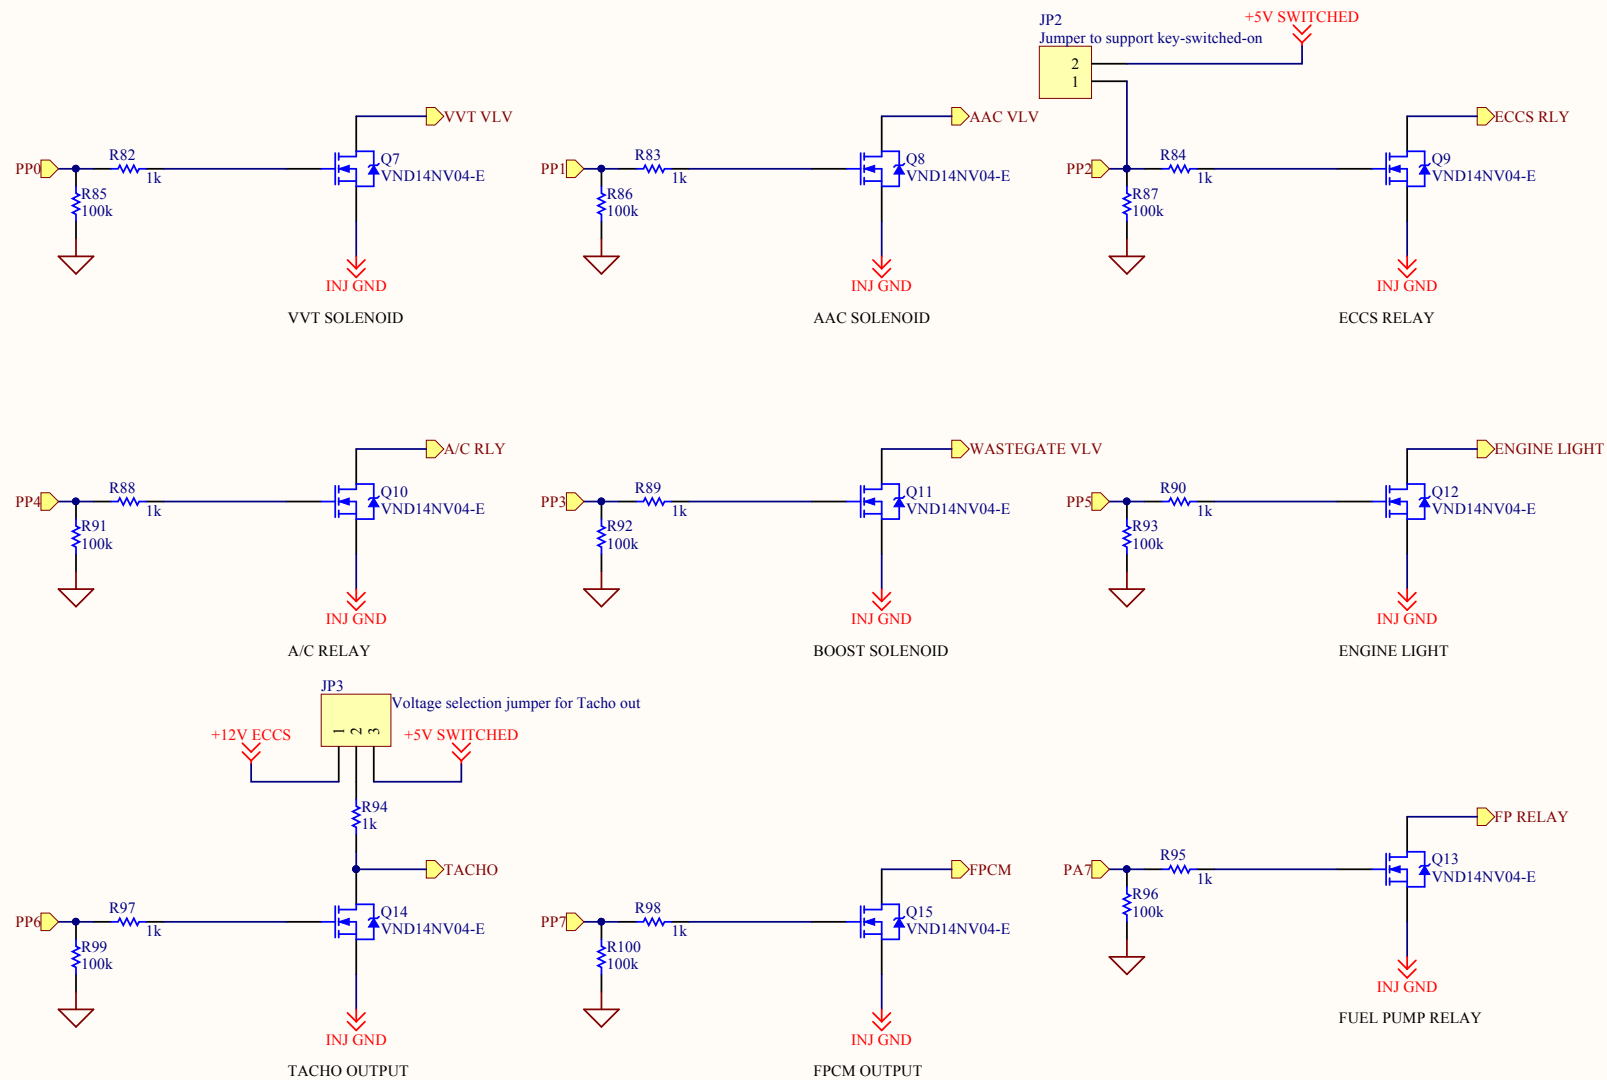 JP2
Jumper to support key-switched-on
+5V SWITCHED
2
1
VVT VLV
PP0
R82
1k
R85
100k
Q7
VND14NV04-E
INJ GND
VVT SOLENOID
AAC VLV
PP1
R83
1k
R86
100k
Q8
VND14NV04-E
INJ GND
AAC SOLENOID
ECCS RLY
PP2
R84
1k
R87
100k
Q9
VND14NV04-E
INJ GND
ECCS RELAY
A/C RLY
PP4
R88
1k
R91
100k
Q10
VND14NV04-E
INJ GND
A/C RELAY
WASTEGATE VLV
PP3
R89
1k
R92
100k
Q11
VND14NV04-E
INJ GND
BOOST SOLENOID
ENGINE LIGHT
PP5
R90
1k
R93
100k
Q12
VND14NV04-E
INJ GND
ENGINE LIGHT
JP3
Voltage selection jumper for Tacho out
+12V ECCS
1
2
3
+5V SWITCHED
R94
1k
TACHO
PP6
R97
1k
R99
100k
Q14
VND14NV04-E
INJ GND
TACHO OUTPUT
FPCM
PP7
R98
1k
R100
100k
Q15
VND14NV04-E
INJ GND
FPCM OUTPUT
FP RELAY
PA7
R95
1k
R96
100k
Q13
VND14NV04-E
INJ GND
FUEL PUMP RELAY